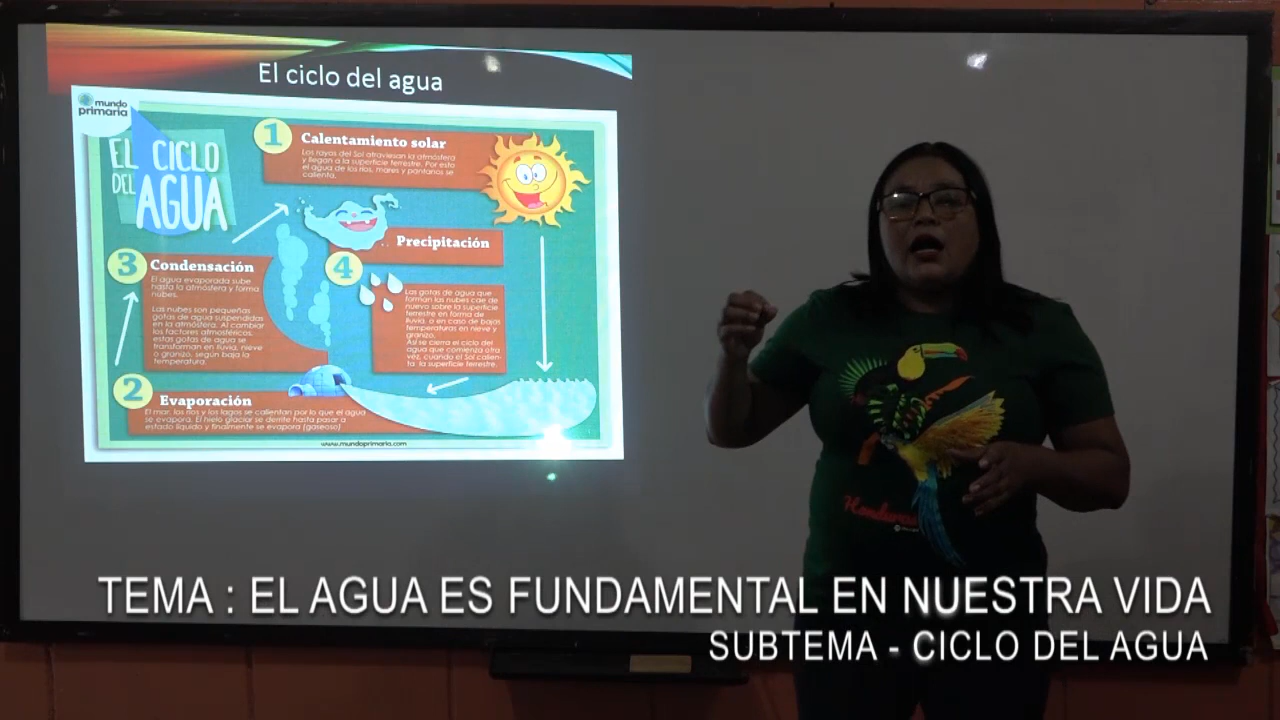 El ciclo del agua
mundo
primaria
EL CICLO
DEL AGUA
1 Calentamiento solar
Los rayos del Sol atraviesan la atmósfera
y llegan a la superficie terrestre. Por esto
el agua de los ríos, mares y pantanos se
calienta.
Precipitación
4
Las gotas de agua que
forman las nubes cae de
nuevo sobre la superficie
terrestre en forma de
lluvia, o en caso de bajas
temperaturas en nieve y
granizo.
Así se cierra el ciclo del
agua que comienza otra
vez, cuando el Sol calien-
ta la superficie terrestre.
3 Condensación
El agua evaporada sube
hasta la atmósfera y forma
nubes.
Las nubes son pequeñas
gotas de agua suspendidas
en la atmósfera. Al cambiar
los factores atmosféricos,
estas gotas de agua se
transforman en lluvia, nieve
o granizo, según baja la
temperatura.
2 Evaporación
El mar, los ríos y los lagos se calientan por lo que el agua
se evapora. El hielo glaciar se derrite hasta pasar a
estado líquido y finalmente se evapora (gaseoso)
www.mundoprimaria.com
Honduras
TEMA : EL AGUA ES FUNDAMENTAL EN NUESTRA VIDA
SUBTEMA - CICLO DEL AGUA